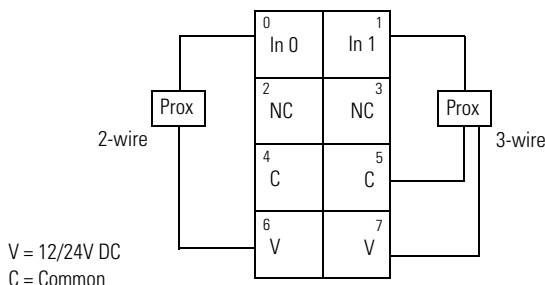 0 1
In 0 In 1
2 3
Prox NC NC Prox
2-wire 3-wire
4 5
C C
6 7
V V
V = 12/24V DC
C = Common